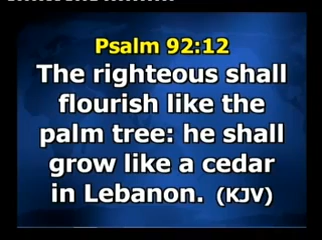 Psalm 92:12
The righteous shall
flourish like the
palm tree: he shall
grow like a cedar
in Lebanon. (KJV)